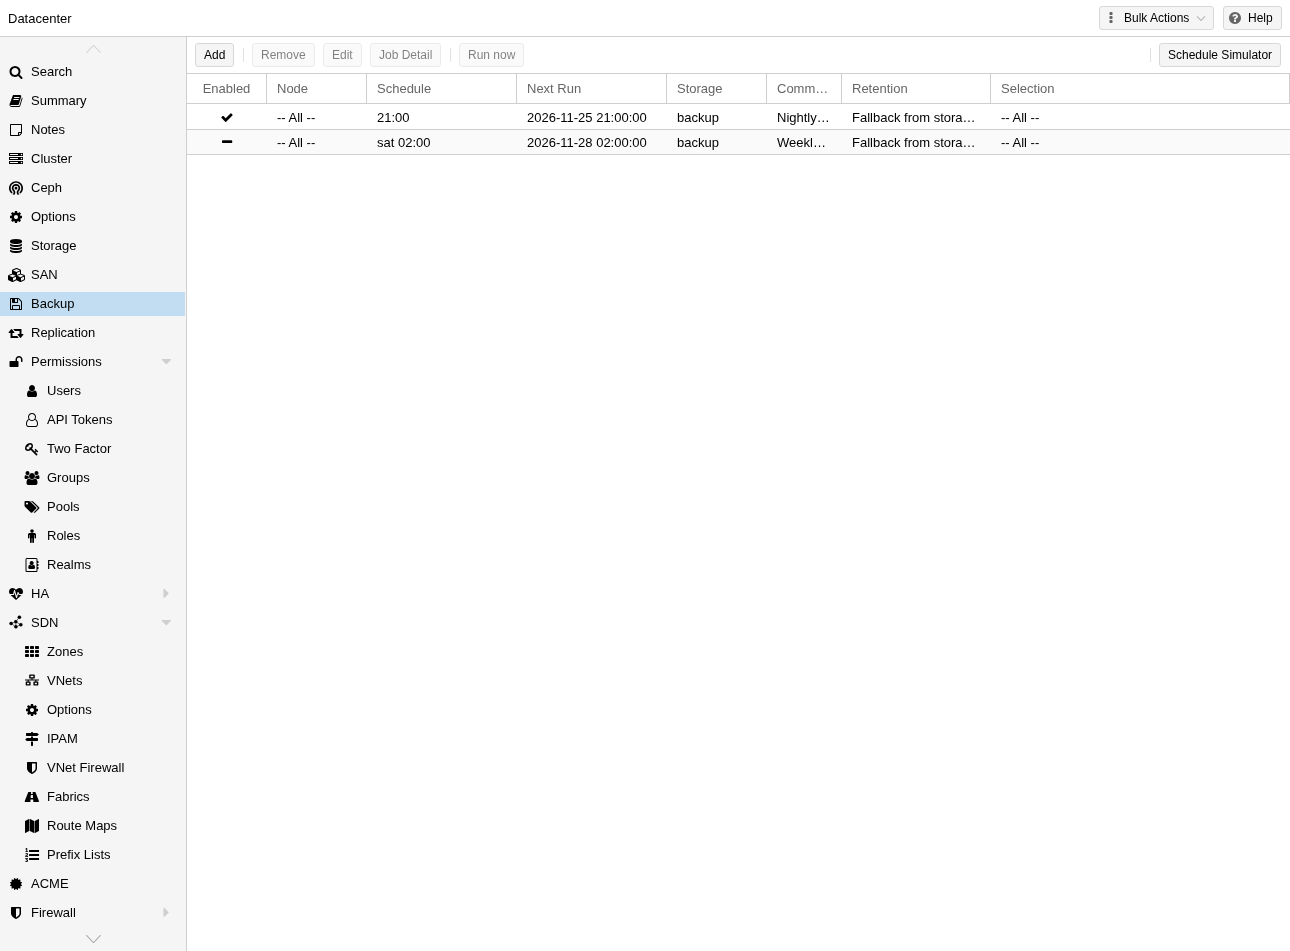 Datacenter
Bulk Actions
Help
Search
Summary
Notes
Cluster
Ceph
Options
Storage
SAN
Backup
Replication
Permissions
Users
API Tokens
Two Factor
Groups
Pools
Roles
Realms
HA
SDN
Zones
VNets
Options
IPAM
VNet Firewall
Fabrics
Route Maps
Prefix Lists
ACME
Firewall
Add Remove Edit Job Detail Run now Schedule Simulator
Enabled Node Schedule Next Run Storage Comm… Retention Selection
-- All -- 21:00 2026-11-25 21:00:00 backup Nightly… Fallback from stora… -- All --
-- All -- sat 02:00 2026-11-28 02:00:00 backup Weekl… Fallback from stora… -- All --